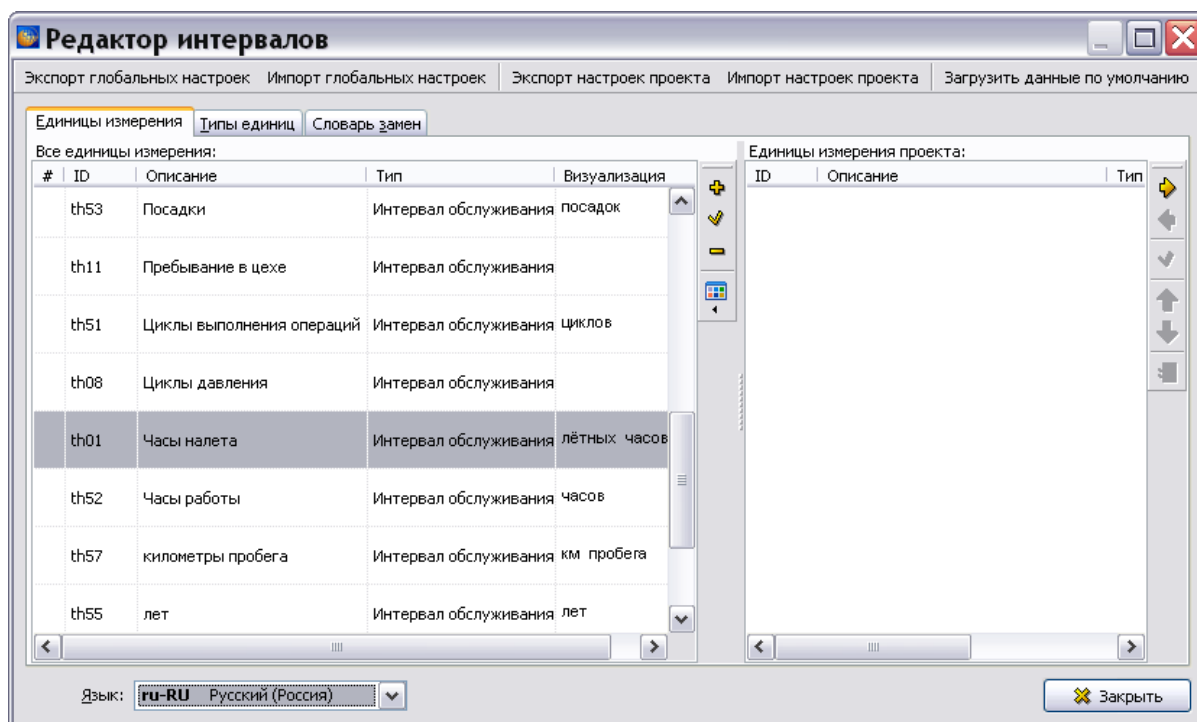 Редактор интервалов
Экспорт глобальных настроек Импорт глобальных настроек Экспорт настроек проекта Импорт настроек проекта Загрузить данные по умолчанию
Единицы измерения Типы единиц Словарь замен
Все единицы измерения: Единицы измерения проекта:
# ID Описание Тип Визуализация ID Описание Тип
th53 Посадки Интервал обслуживания посадок
th11 Пребывание в цехе Интервал обслуживания
th51 Циклы выполнения операций Интервал обслуживания циклов
th08 Циклы давления Интервал обслуживания
th01 Часы налета Интервал обслуживания лётных часов
th52 Часы работы Интервал обслуживания часов
th57 километры пробега Интервал обслуживания км пробега
th55 лет Интервал обслуживания лет
Язык: ru-RU Русский (Россия) Закрыть